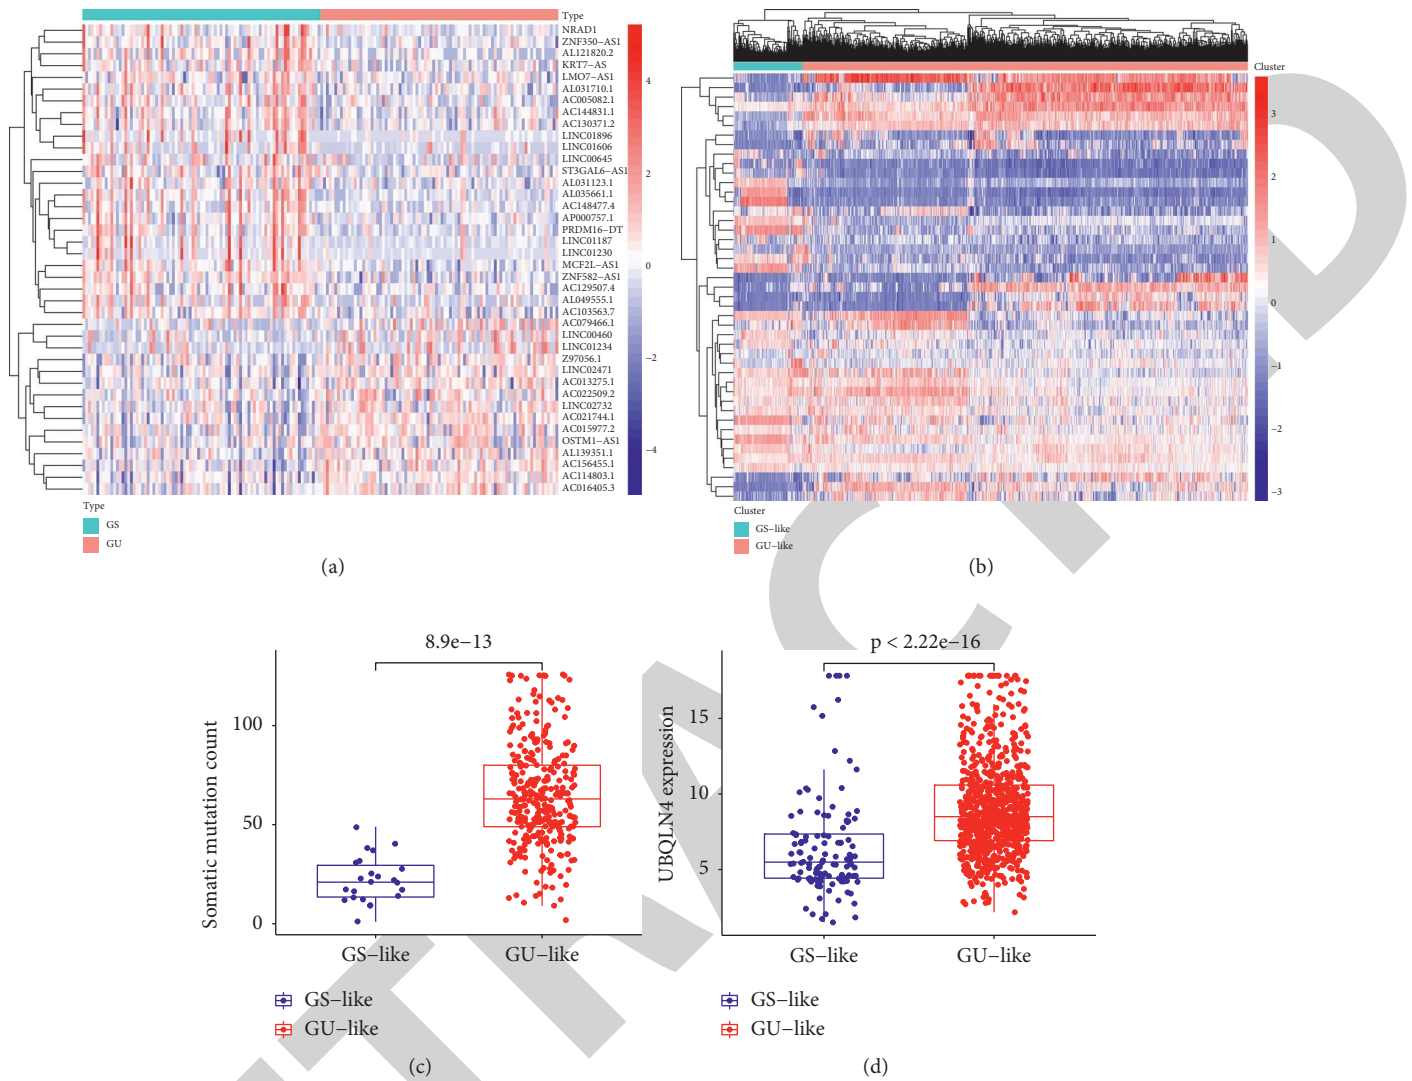 Type
NRAD1
ZNF350−AS1
AL121820.2
KRT7−AS
LMO7−AS1
AL031710.1
AC005082.1
AC144831.1
AC130371.2
LINC01896
LINC01606
LINC00645
ST3GAL6−AS1
AL031123.1
AL035661.1
AC148477.4
AP000757.1
PRDM16−DT
LINC01187
LINC01230
MCF2L−AS1
ZNF582−AS1
AC129507.4
AL049555.1
AC103563.7
AC079466.1
LINC00460
LINC01234
Z97056.1
LINC02471
AC013275.1
AC022509.2
LINC02732
AC021744.1
AC015977.2
OSTM1−AS1
AL139351.1
AC156455.1
AC114803.1
AC016405.3
4
2
0
−2
−4
Type
GS
GU
(a)
Cluster
3
2
1
0
−1
−2
−3
Cluster
GS−like
GU−like
(b)
8.9e−13
Somatic mutation count
100
50
0
GS−like
GU−like
GS−like
GU−like
(c)
p < 2.22e−16
UBQLN4 expression
15
10
5
GS−like
GU−like
GS−like
GU−like
(d)